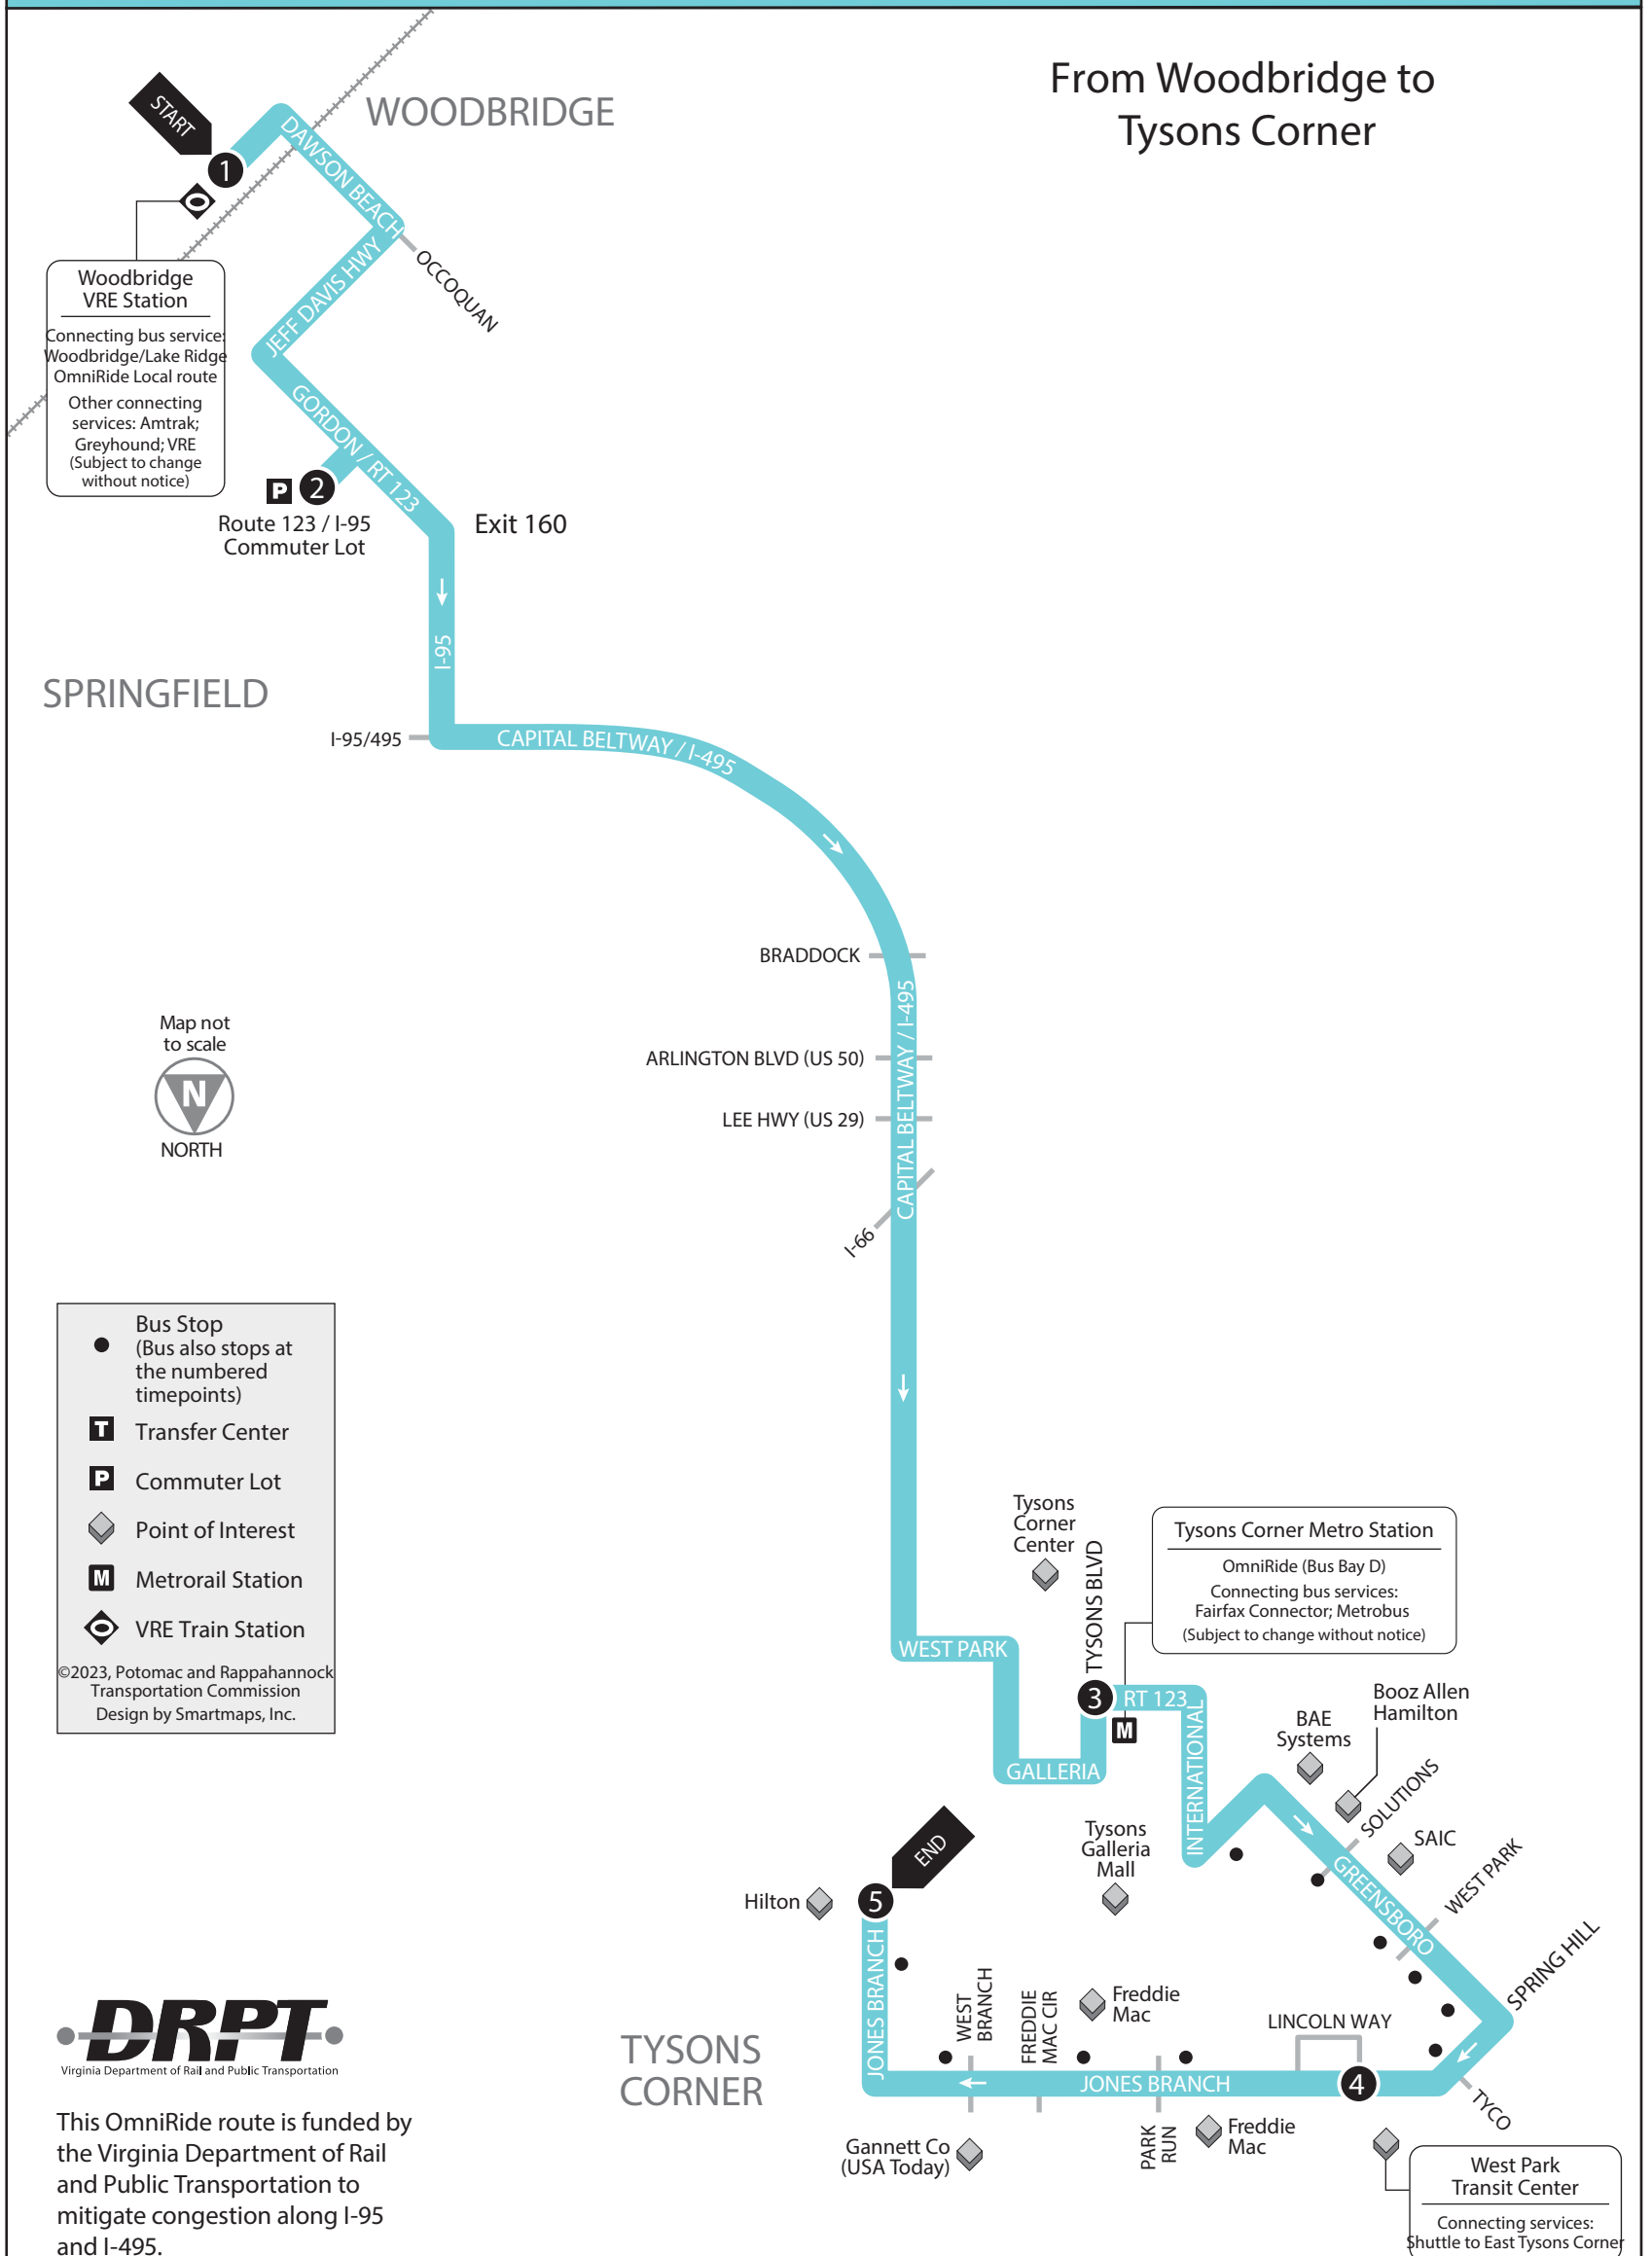 From Woodbridge to
Tysons Corner
START
WOODBRIDGE
1
DAWSON BEACH
OCCOQUAN
JEFF DAVIS HWY
Woodbridge
VRE Station
Connecting bus service:
Woodbridge/Lake Ridge
OmniRide Local route
Other connecting
services: Amtrak;
Greyhound; VRE
(Subject to change
without notice)
GORDON / RT 123
P 2
Route 123 / I-95
Commuter Lot
Exit 160
I-95
SPRINGFIELD
I-95/495
CAPITAL BELTWAY / I-495
BRADDOCK
CAPITAL BELTWAY / I-495
ARLINGTON BLVD (US 50)
LEE HWY (US 29)
I-66
Map not
to scale
N
NORTH
Bus Stop
(Bus also stops at
the numbered
timepoints)
T Transfer Center
P Commuter Lot
Point of Interest
M Metrorail Station
VRE Train Station
©2023, Potomac and Rappahannock
Transportation Commission
Design by Smartmaps, Inc.
WEST PARK
GALLERIA
Tysons
Corner
Center
TYSONS BLVD
3
RT 123
M
Tysons Corner Metro Station
OmniRide (Bus Bay D)
Connecting bus services:
Fairfax Connector; Metrobus
(Subject to change without notice)
INTERNATIONAL
BAE
Systems
Booz Allen
Hamilton
SOLUTIONS
SAIC
WEST PARK
GREENSBORO
SPRING HILL
Tysons
Galleria
Mall
END
Hilton
5
JONES BRANCH
WEST
BRANCH
FREDDIE
MAC CIR
Freddie
Mac
LINCOLN WAY
JONES BRANCH
4
TYCO
TYSONS
CORNER
Gannett Co
(USA Today)
PARK
RUN
Freddie
Mac
West Park
Transit Center
Connecting services:
Shuttle to East Tysons Corner
DRPT
Virginia Department of Rail and Public Transportation
This OmniRide route is funded by
the Virginia Department of Rail
and Public Transportation to
mitigate congestion along I-95
and I-495.